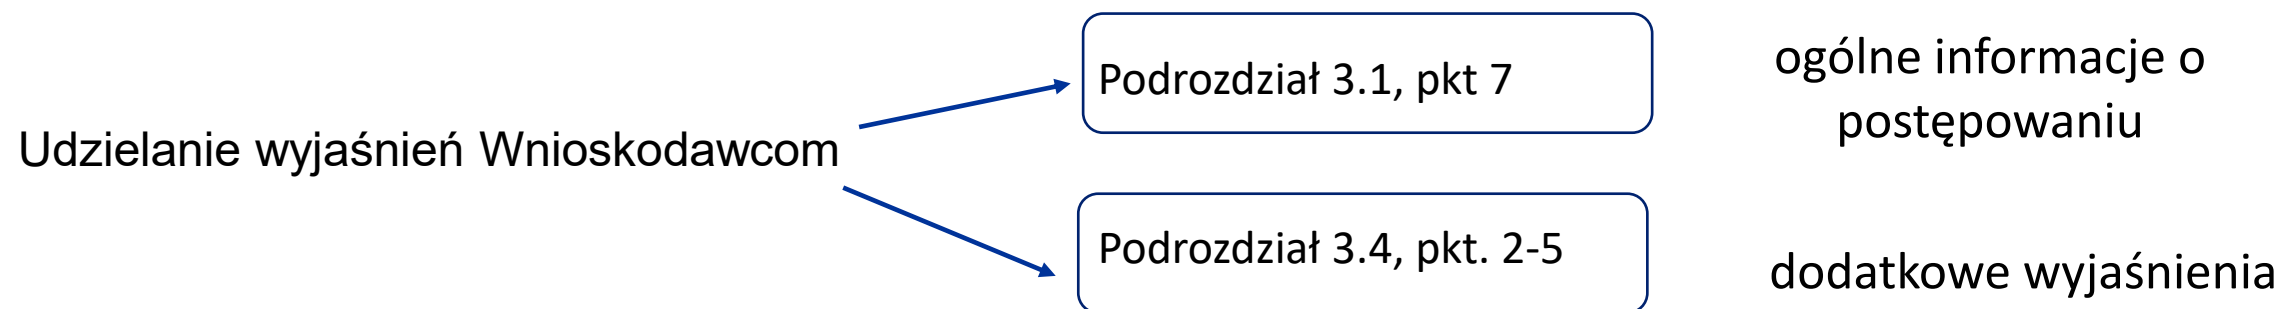 Udzielanie wyjaśnień Wnioskodawcom
Podrozdział 3.1, pkt 7
ogólne informacje o
postępowaniu
Podrozdział 3.4, pkt. 2-5
dodatkowe wyjaśnienia